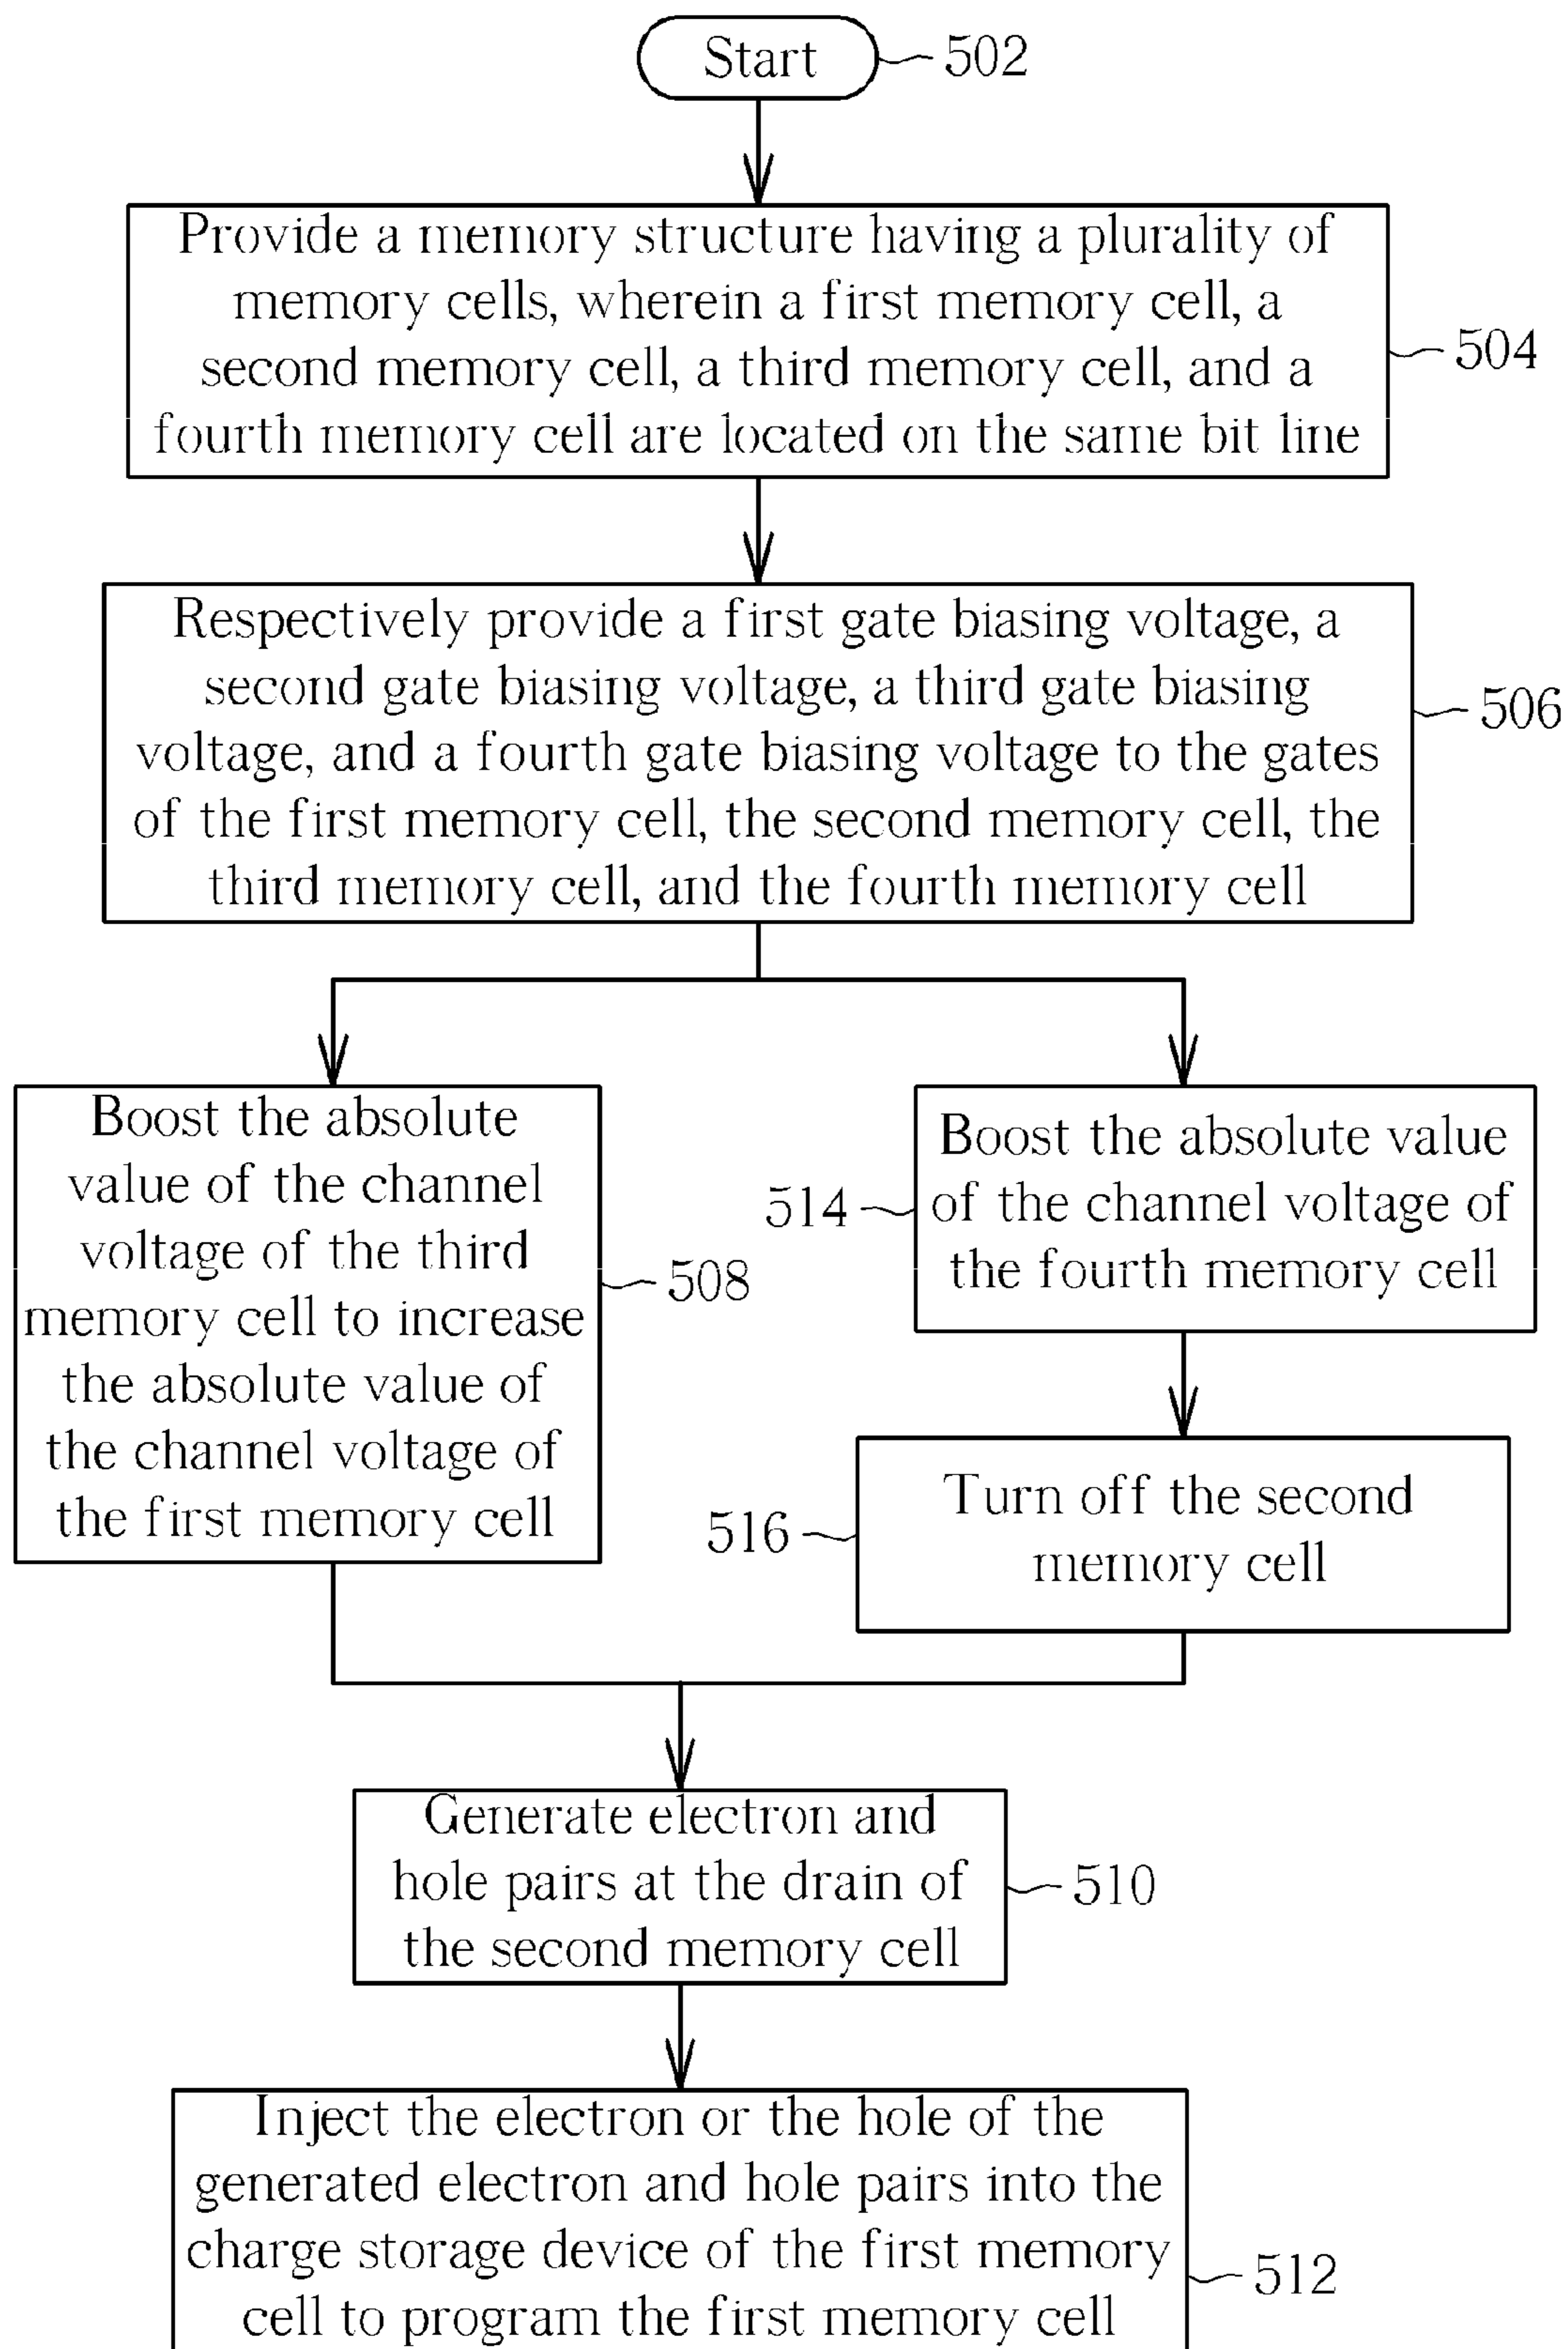 Start
502
Provide a memory structure having a plurality of
memory cells, wherein a first memory cell, a
second memory cell, a third memory cell, and a
fourth memory cell are located on the same bit line
504
Respectively provide a first gate biasing voltage, a
second gate biasing voltage, a third gate biasing
voltage, and a fourth gate biasing voltage to the gates
of the first memory cell, the second memory cell, the
third memory cell, and the fourth memory cell
506
Boost the absolute
value of the channel
voltage of the third
memory cell to increase
the absolute value of
the channel voltage of
the first memory cell
508
Boost the absolute value
of the channel voltage of
the fourth memory cell
514
Turn off the second
memory cell
516
Generate electron and
hole pairs at the drain of
the second memory cell
510
Inject the electron or the hole of the
generated electron and hole pairs into the
charge storage device of the first memory
cell to program the first memory cell
512